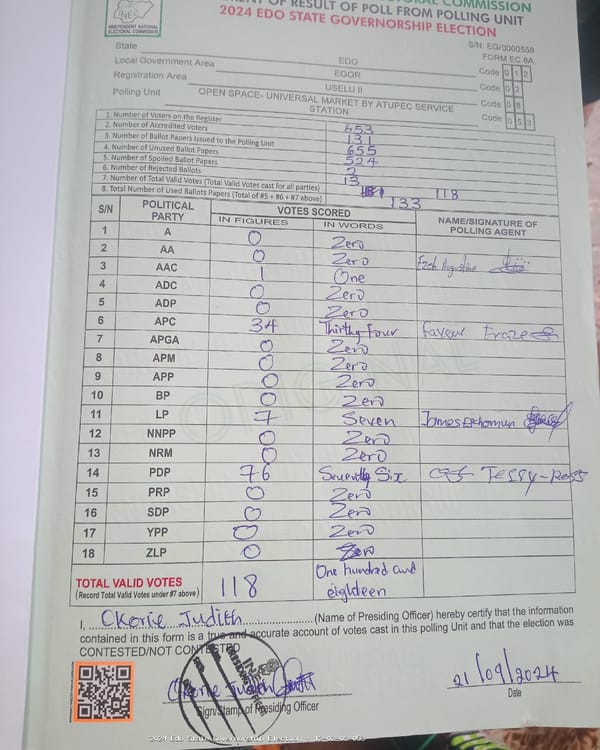 INEC
INDEPENDENT NATIONAL
ELECTORAL COMMISSION
COMMISSION
OF RESULT OF POLL FROM POLLING UNIT
2024 EDO STATE GOVERNORSHIP ELECTION
S/N: EG/0000558
FORM EC 8A
State EDO Code 0 1 2
Local Government Area EGOR Code 0 2
Registration Area USELU II Code 0 8
Polling Unit OPEN SPACE- UNIVERSAL MARKET BY ATUPEC SERVICE STATION Code 0 5 3
1. Number of Voters on the Register 653
2. Number of Accredited Voters 131
3. Number of Ballot Papers Issued to the Polling Unit 655
4. Number of Unused Ballot Papers 524
5. Number of Spoiled Ballot Papers 2
6. Number of Rejected Ballots 13
7. Number of Total Valid Votes (Total Valid Votes cast for all parties) 118
8. Total Number of Used Ballots Papers (Total of #5 + #6 + #7 above) 133
S/N POLITICAL PARTY VOTES SCORED NAME/SIGNATURE OF POLLING AGENT
IN FIGURES IN WORDS
1 A 0 Zero
2 AA 0 Zero
3 AAC 1 One
4 ADC 0 Zero
5 ADP 0 Zero
6 APC 34 Thirthy Four Favour
7 APGA 0 Zero
8 APM 0 Zero
9 APP 0 Zero
10 BP 0 Zero
11 LP 7 Seven James
12 NNPP 0 Zero
13 NRM 0 Zero
14 PDP 76 Seventy Six Tessy-Ross
15 PRP 0 Zero
16 SDP 0 Zero
17 YPP 0 Zero
18 ZLP 0 Zero
TOTAL VALID VOTES 118 One hundred and eighteen
(Record Total Valid Votes under #7 above)
I, Okorie Judith (Name of Presiding Officer) hereby certify that the information
contained in this form is a true and accurate account of votes cast in this polling Unit and that the election was
CONTESTED/NOT CONTESTED
Okorie Judith 21/09/2024
Sign/Stamp of Presiding Officer Date